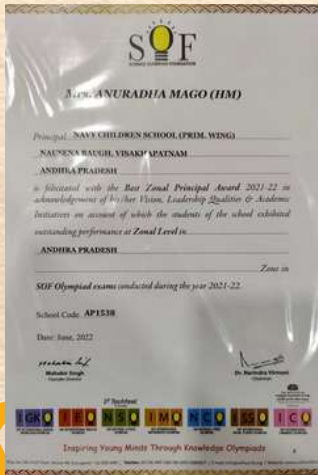 SOF
SCIENCE OLYMPIAD FOUNDATION
Mrs. ANURADHA MAGO (HM)
Principal, NAVY CHILDREN SCHOOL (PRIM. WING)
NAUSENA BAUGH, VISAKHAPATNAM
ANDHRA PRADESH
is felicitated with the Best Zonal Principal Award 2021-22 in
acknowledgement of his/her Vision, Leadership Qualities & Academic
Initiatives on account of which the students of the school exhibited
outstanding performance at Zonal Level in
ANDHRA PRADESH
Zone in
SOF Olympiad exams conducted during the year 2021-22.
School Code: AP1538
Date: June, 2022
Mahabir Singh
Founder Director
Chairman
IGKO IEO NSO IMO NCO ISSO ICO
Inspiring Young Minds Through Knowledge Olympiads